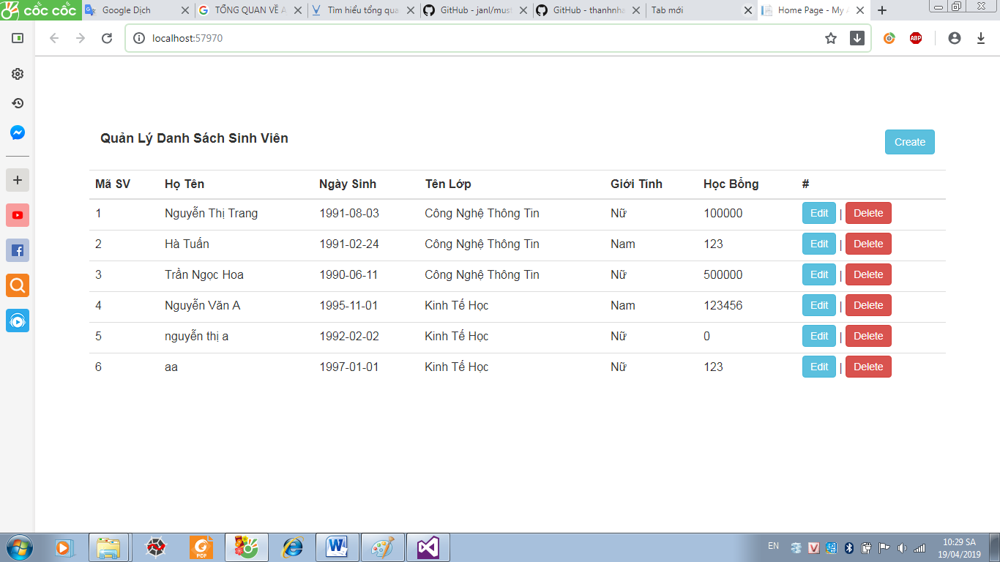 cốc cốc Google Dịch TỔNG QUAN VỀ A Tìm hiểu tổng qua GitHub - janl/must GitHub - thanhnha Tab mới Home Page - My A
localhost:57970
ABP
Quản Lý Danh Sách Sinh Viên Create
Mã SV Họ Tên Ngày Sinh Tên Lớp Giới Tính Học Bổng #
1 Nguyễn Thị Trang 1991-08-03 Công Nghệ Thông Tin Nữ 100000 Edit | Delete
2 Hà Tuấn 1991-02-24 Công Nghệ Thông Tin Nam 123 Edit | Delete
3 Trần Ngọc Hoa 1990-06-11 Công Nghệ Thông Tin Nữ 500000 Edit | Delete
4 Nguyễn Văn A 1995-11-01 Kinh Tế Học Nam 123456 Edit | Delete
5 nguyễn thị a 1992-02-02 Kinh Tế Học Nữ 0 Edit | Delete
6 aa 1997-01-01 Kinh Tế Học Nữ 123 Edit | Delete
PDF
EN
10:29 SA
19/04/2019